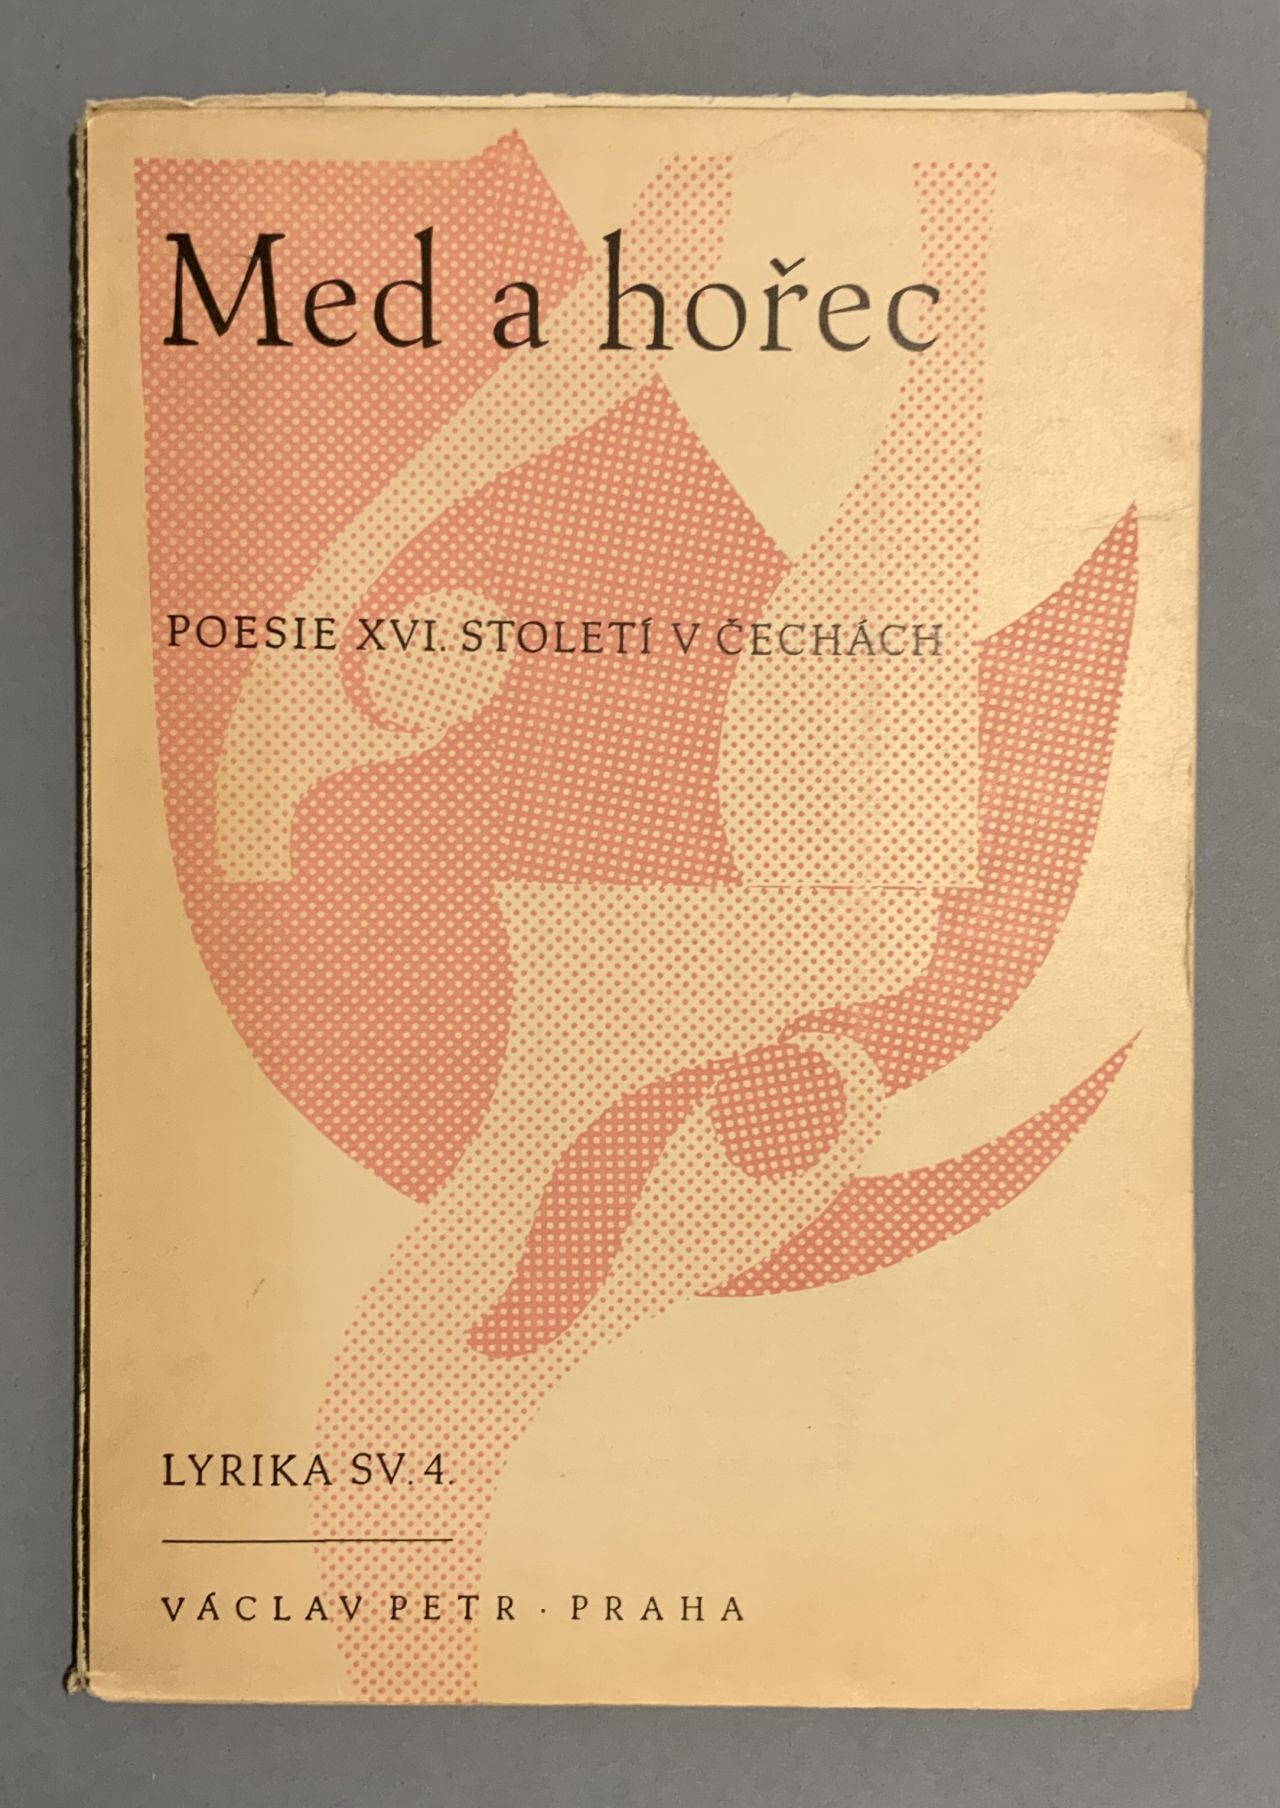 Med a hořec
POESIE XVI. STOLETÍ V ČECHÁCH
LYRIKA SV. 4.
VÁCLAV PETR · PRAHA